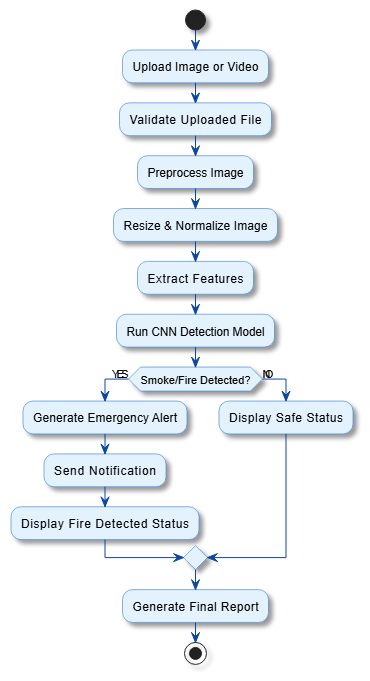 Upload Image or Video
Validate Uploaded File
Preprocess Image
Resize & Normalize Image
Extract Features
Run CNN Detection Model
Smoke/Fire Detected?
YES
NO
Generate Emergency Alert
Display Safe Status
Send Notification
Display Fire Detected Status
Generate Final Report